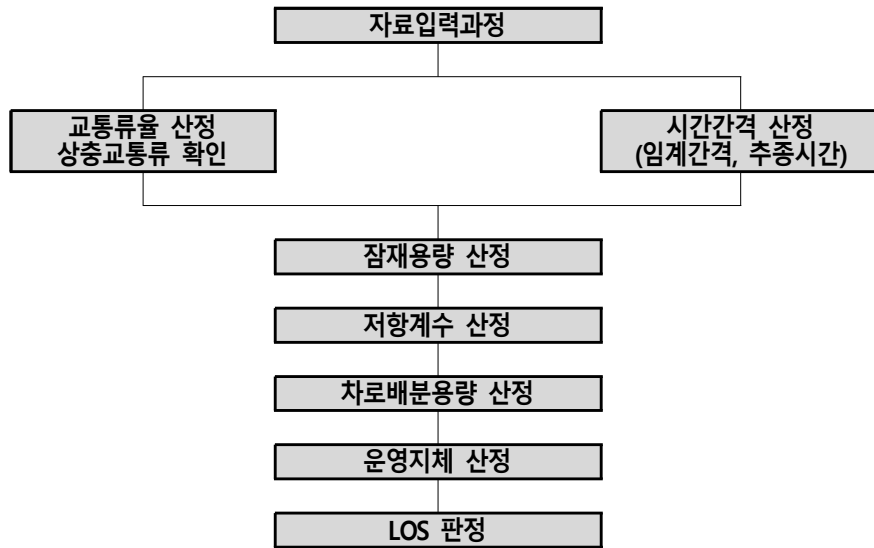 자료입력과정
교통류율 산정
상충교통류 확인
시간간격 산정
(임계간격, 추종시간)
잠재용량 산정
저항계수 산정
차로배분용량 산정
운영지체 산정
LOS 판정